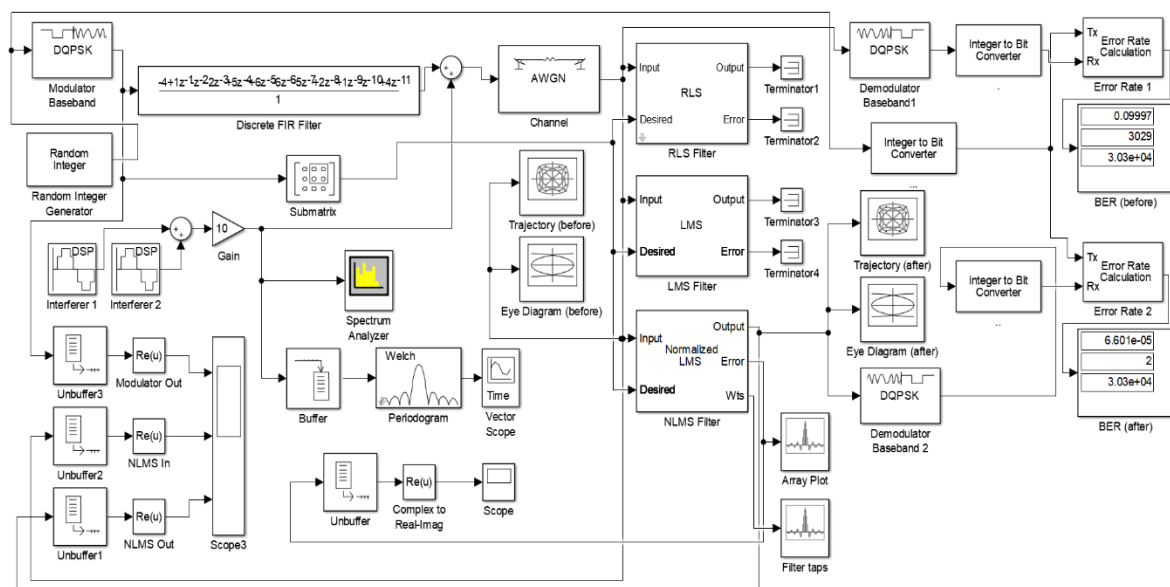 DQPSK
Modulator
Baseband
-4+1z-1z-2z-3-5z-4+6z-5z-6-5z-7-2z-8-1z-9z-10+4z-11
1
Discrete FIR Filter
Random
Integer
Random Integer
Generator
AWGN
Channel
Submatrix
DSP
Interferer 1
DSP
Interferer 2
10
Gain
Spectrum
Analyzer
Input
Desired
RLS
Output
Error
RLS Filter
Terminator1
Terminator2
Input
Desired
LMS
Output
Error
LMS Filter
Terminator3
Terminator4
Input
Desired
Normalized
LMS
Output
Error
Wts
NLMS Filter
Trajectory (before)
Eye Diagram (before)
DQPSK
Demodulator
Baseband1
Integer to Bit
Converter
.
Tx
Rx
Error Rate
Calculation
Error Rate 1
0.09997
3029
3.03e+04
BER (before)
Integer to Bit
Converter
...
Trajectory (after)
Eye Diagram (after)
Integer to Bit
Converter
..
Tx
Rx
Error Rate
Calculation
Error Rate 2
6.601e-05
2
3.03e+04
BER (after)
DQPSK
Demodulator
Baseband 2
Unbuffer3
Re(u)
Modulator Out
Unbuffer2
Re(u)
NLMS In
Unbuffer1
Re(u)
NLMS Out
Scope3
Buffer
Welch
Periodogram
Time
Vector
Scope
Unbuffer
Re(u)
Complex to
Real-Imag
Scope
Array Plot
Filter taps